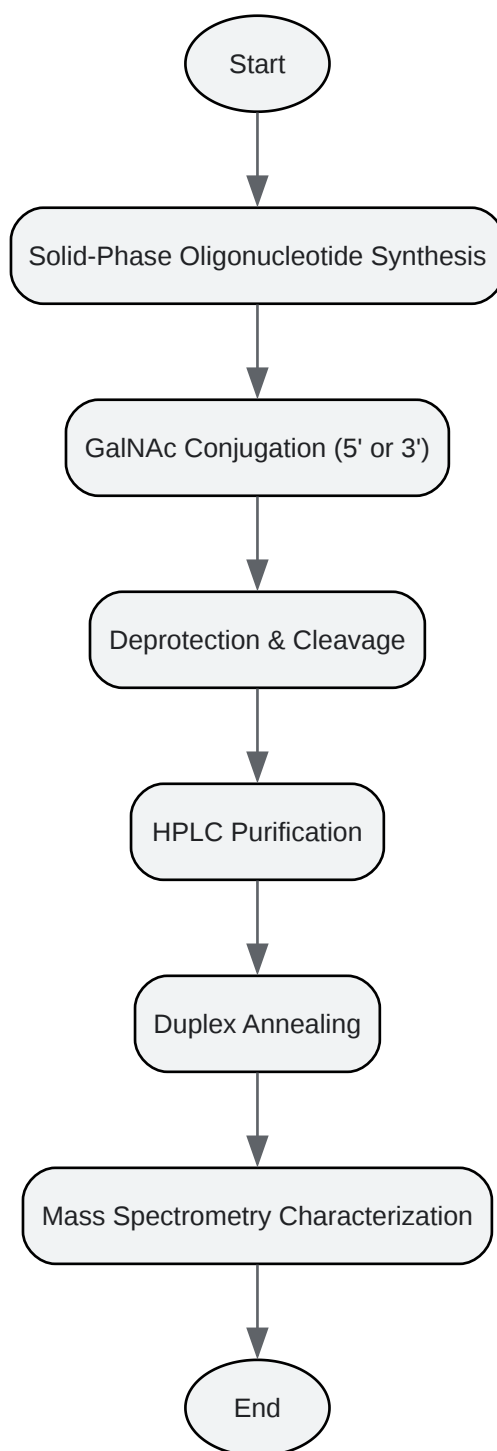 Start
Solid-Phase Oligonucleotide Synthesis
GalNAc Conjugation (5' or 3')
Deprotection & Cleavage
HPLC Purification
Duplex Annealing
Mass Spectrometry Characterization
End